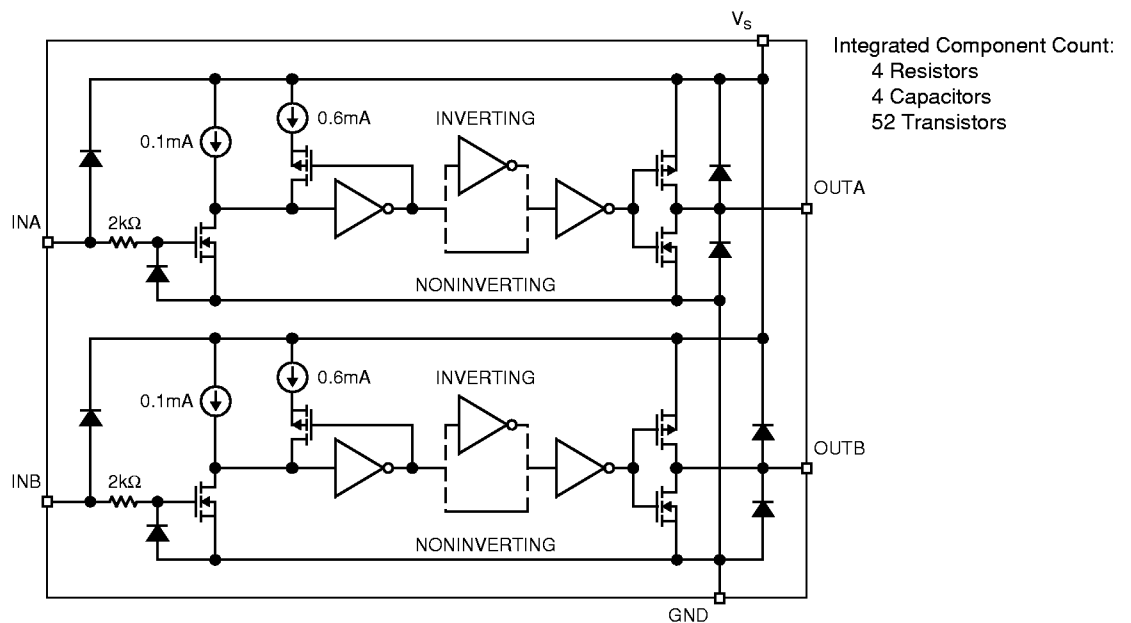 V_S
Integrated Component Count:
4 Resistors
4 Capacitors
52 Transistors
0.6mA
INVERTING
0.1mA
OUTA
INA
2kΩ
NONINVERTING
0.6mA
INVERTING
0.1mA
OUTB
INB
2kΩ
NONINVERTING
GND